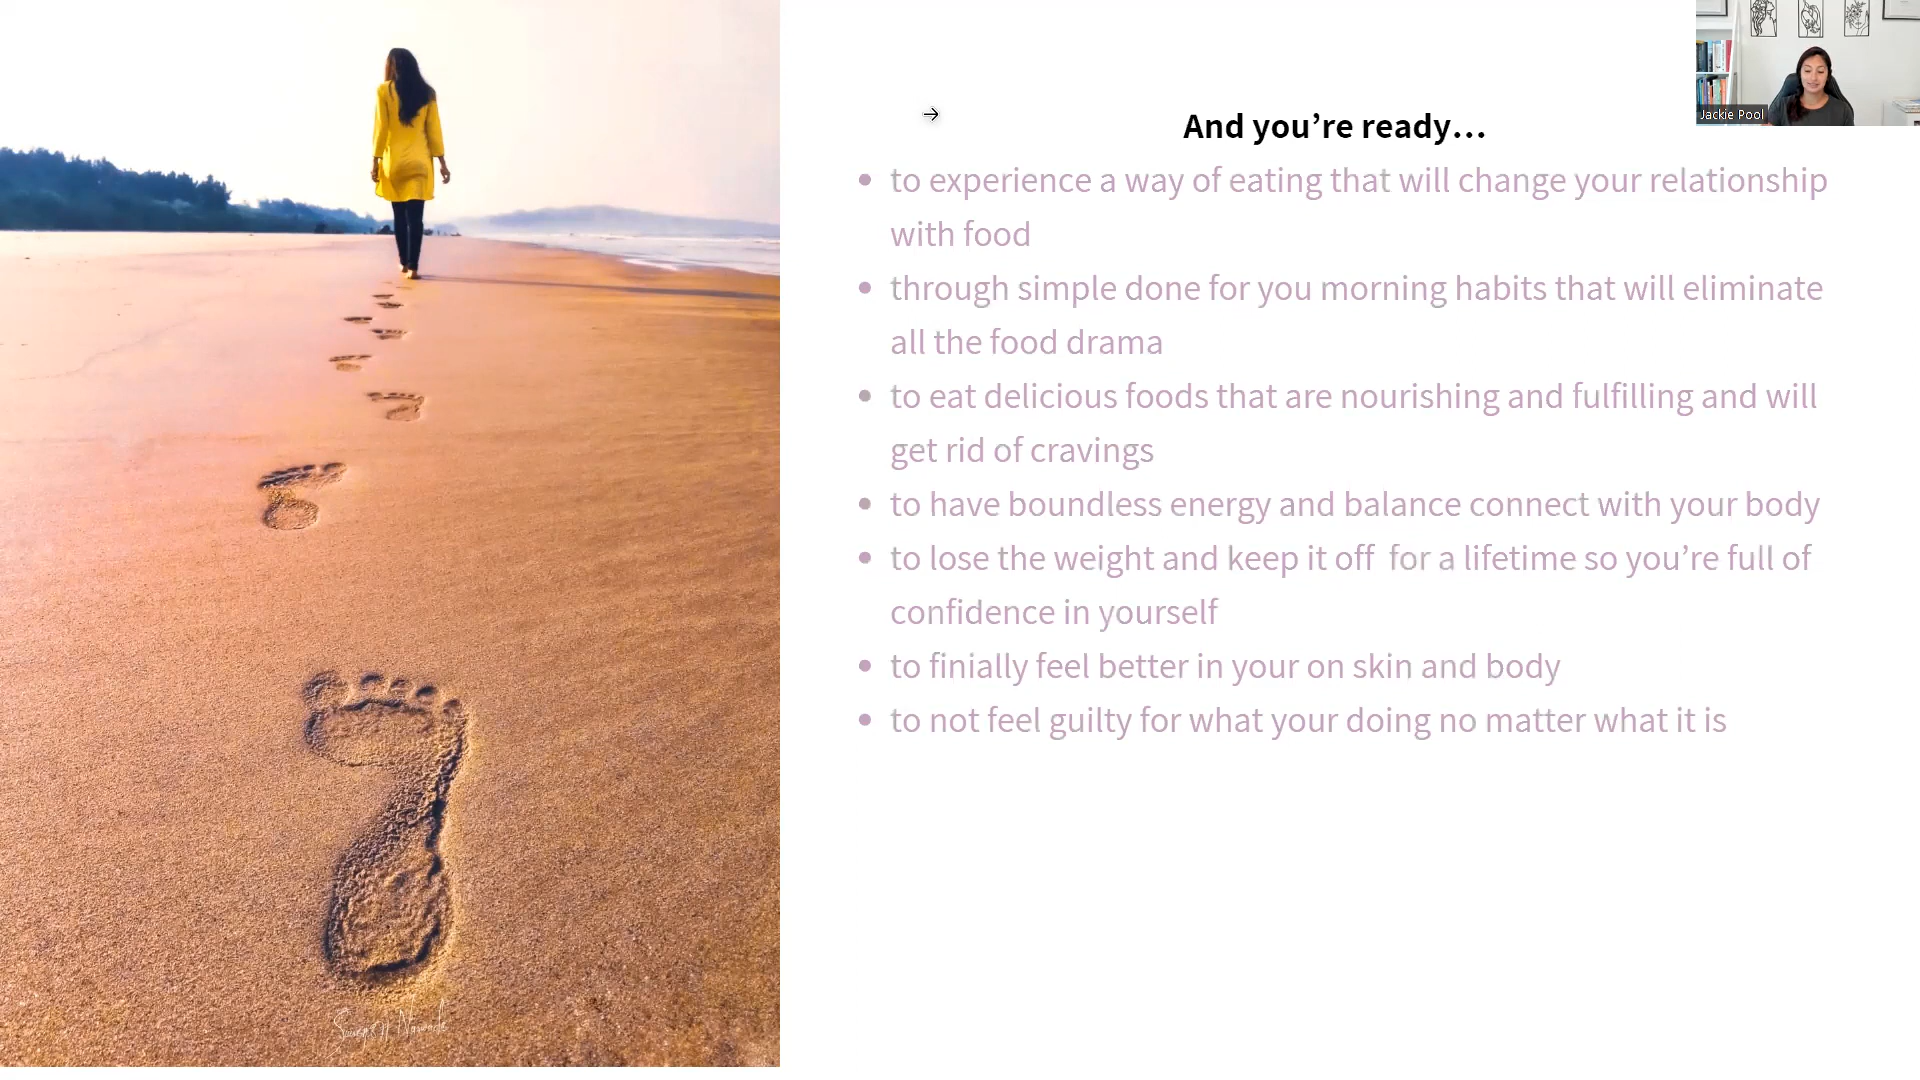 And you're ready...
to experience a way of eating that will change your relationship
with food
through simple done for you morning habits that will eliminate
all the food drama
to eat delicious foods that are nourishing and fulfilling and will
get rid of cravings
to have boundless energy and balance connect with your body
to lose the weight and keep it off for a lifetime so you're full of
confidence in yourself
to finially feel better in your on skin and body
to not feel guilty for what your doing no matter what it is
Jackie Pool